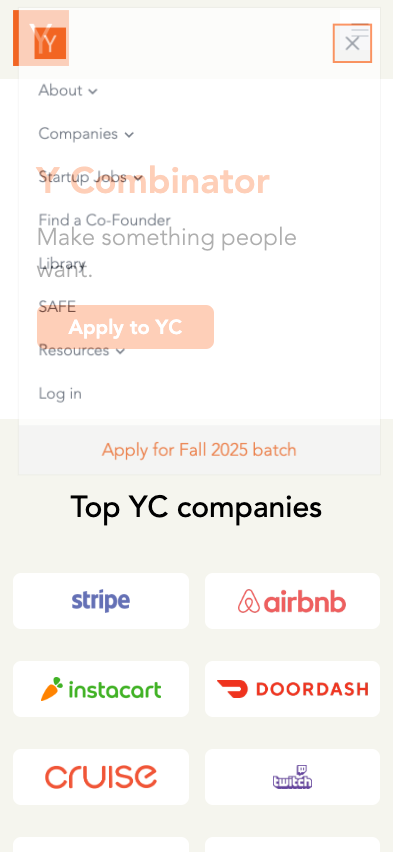 Y
Y
About
Companies
Y Combinator
Startup Jobs
Find a Co-Founder
Make something people
want.
Library
SAFE
Apply to YC
Resources
Log in
Apply for Fall 2025 batch
Top YC companies
stripe
airbnb
instacart
DOORDASH
cruise
twitch